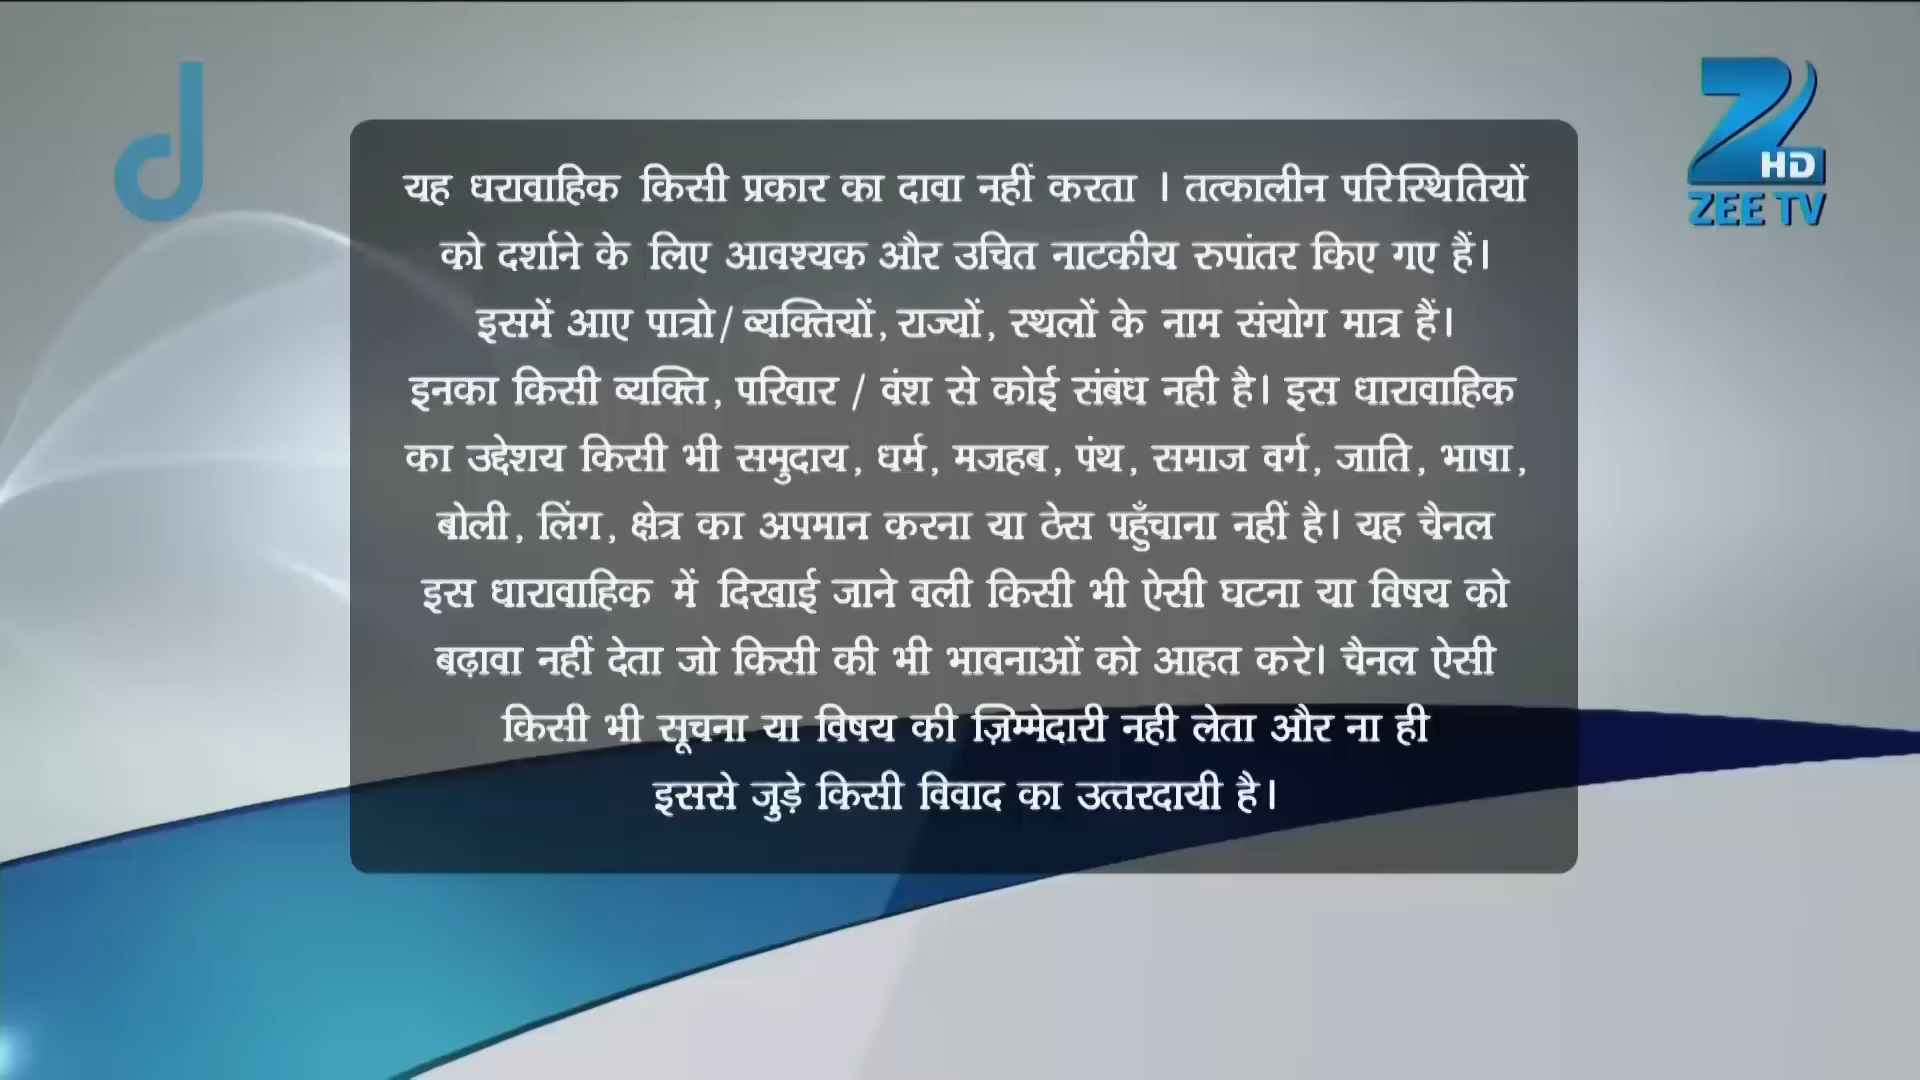 यह धरावाहिक किसी प्रकार का दावा नहीं करता । तत्कालीन परिस्थितियों
को दर्शाने के लिए आवश्यक और उचित नाटकीय रुपांतर किए गए हैं।
इसमें आए पात्रो/ व्यक्तियों, राज्यों, स्थलों के नाम संयोग मात्र हैं।
इनका किसी व्यक्ति, परिवार / वंश से कोई संबंध नही है। इस धारावाहिक
का उद्देशय किसी भी समुदाय, धर्म, मजहब, पंथ, समाज वर्ग, जाति, भाषा,
बोली, लिंग, क्षेत्र का अपमान करना या ठेस पहुँचाना नहीं है। यह चैनल
इस धारावाहिक में दिखाई जाने वली किसी भी ऐसी घटना या विषय को
बढ़ावा नहीं देता जो किसी की भी भावनाओं को आहत करे। चैनल ऐसी
किसी भी सूचना या विषय की ज़िम्मेदारी नही लेता और ना ही
इससे जुड़े किसी विवाद का उत्तरदायी है।
d
HD
ZEE TV